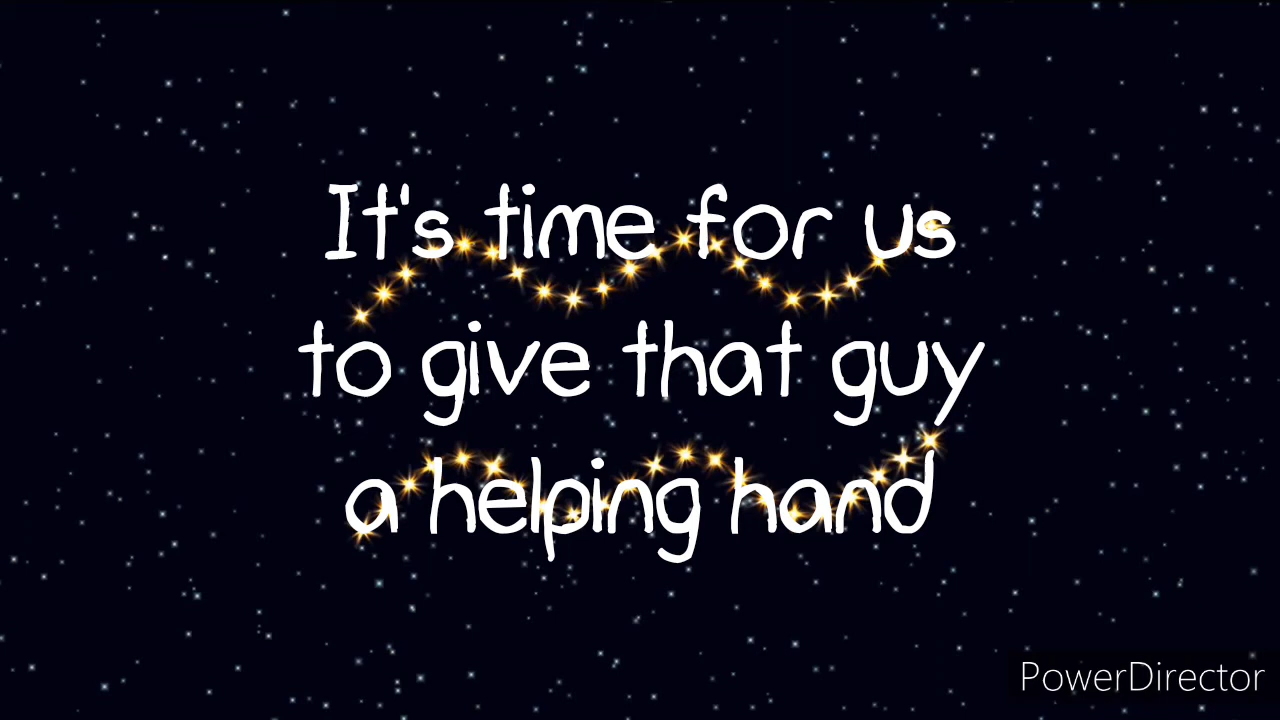 It's time for us
to give that guy
a helping hand
PowerDirector